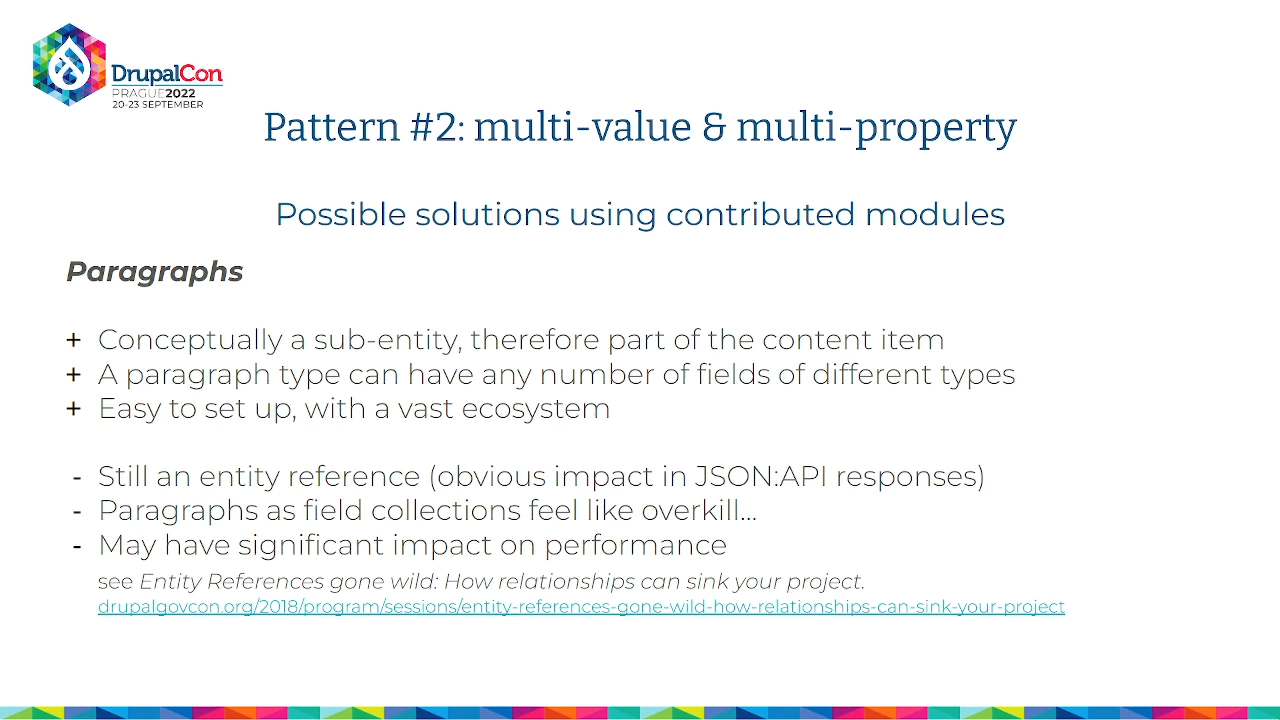 DrupalCon
PRAGUE2022
20-23 SEPTEMBER
Pattern #2: multi-value & multi-property
Possible solutions using contributed modules
Paragraphs
+ Conceptually a sub-entity, therefore part of the content item
+ A paragraph type can have any number of fields of different types
+ Easy to set up, with a vast ecosystem
- Still an entity reference (obvious impact in JSON:API responses)
- Paragraphs as field collections feel like overkill...
- May have significant impact on performance
see Entity References gone wild: How relationships can sink your project.
drupalgovcon.org/2018/program/sessions/entity-references-gone-wild-how-relationships-can-sink-your-project